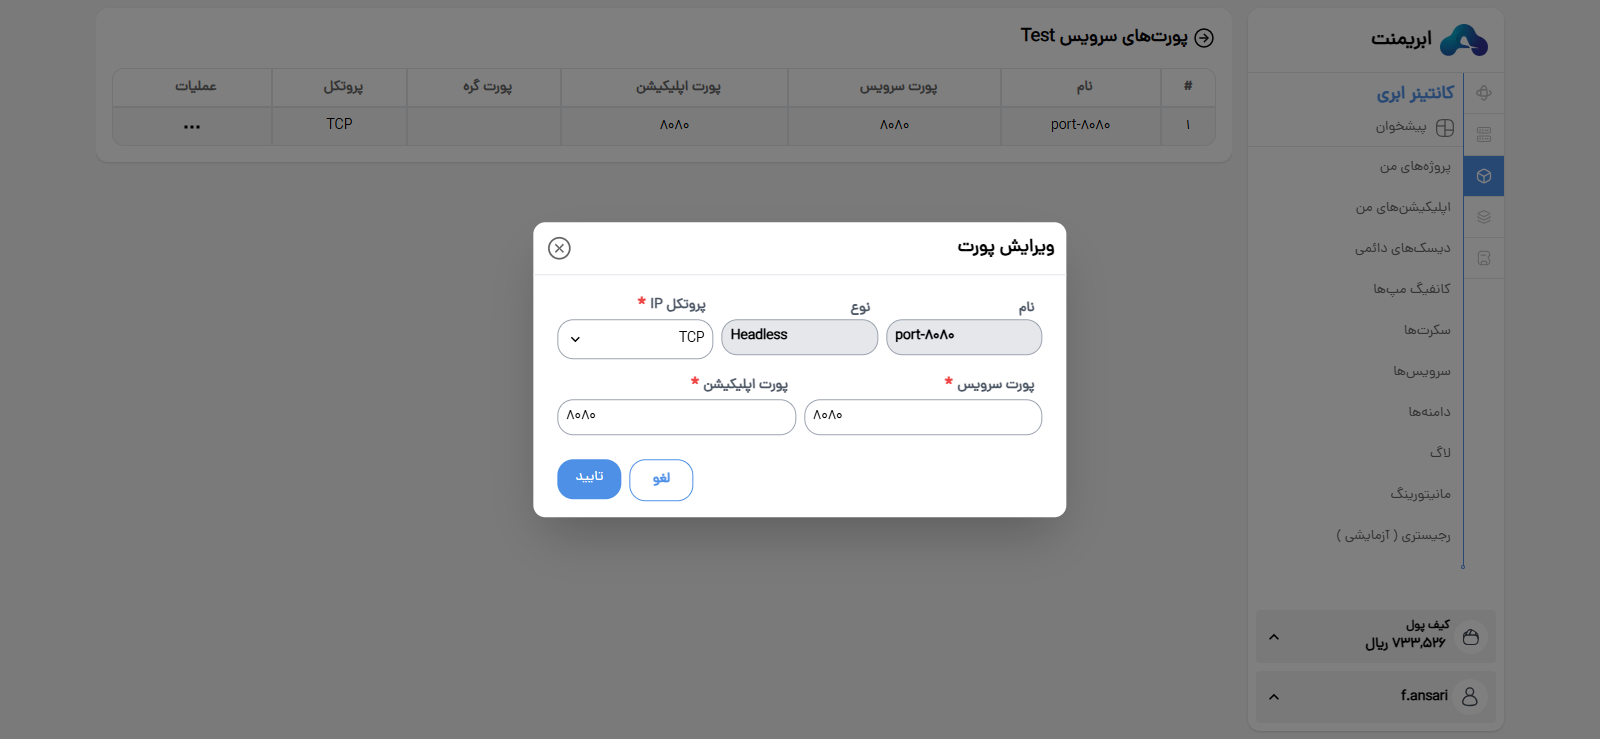 ابریمنت
کانتینر ابری
پیشخوان
پروژه‌های من
اپلیکیشن‌های من
دیسک‌های دائمی
کانفیگ مپ‌ها
سکرت‌ها
سرویس‌ها
دامنه‌ها
لاگ
مانیتورینگ
رجیستری ( آزمایشی )
کیف پول
۷۳۳,۵۲۶ ریال
f.ansari
پورت‌های سرویس Test
# نام پورت سرویس پورت اپلیکیشن پورت گره پروتکل عملیات
۱ port-۸۰۸۰ ۸۰۸۰ ۸۰۸۰ TCP ...
ویرایش پورت
نام نوع پروتکل IP *
port-۸۰۸۰ Headless TCP
پورت سرویس * پورت اپلیکیشن *
۸۰۸۰ ۸۰۸۰
لغو تایید